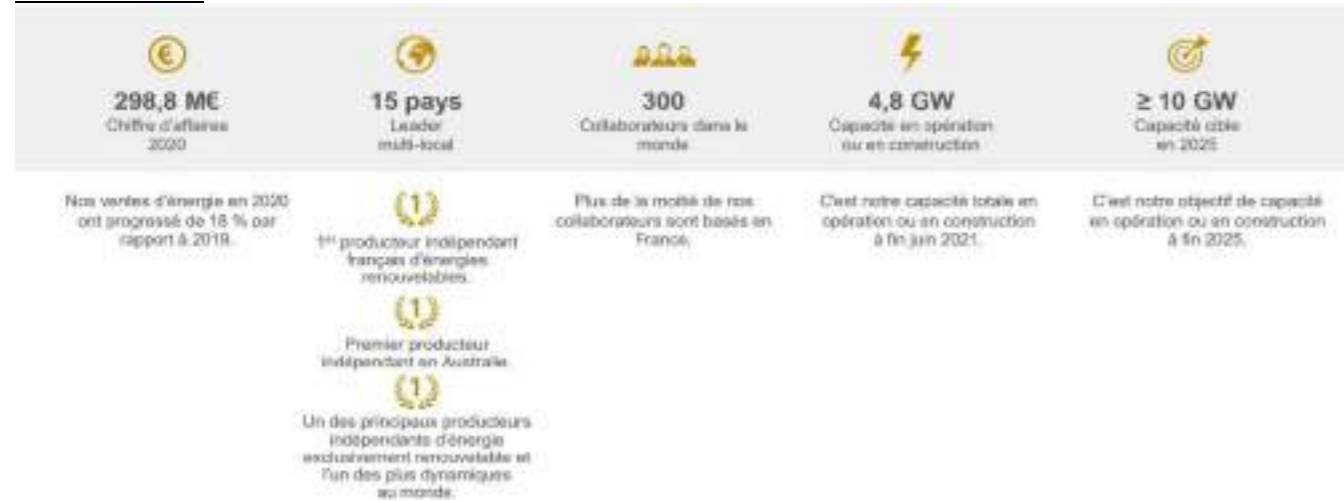 298,8 M€
Chiffre d'affaires
2020
Nos ventes d'énergie en 2020
ont progressé de 18 % par
rapport à 2019.
15 pays
Leader
multi-local
1
1er producteur indépendant
français d'énergies
renouvelables.
1
Premier producteur
indépendant en Australie.
1
Un des principaux producteurs
indépendants d'énergie
exclusivement renouvelable et
l'un des plus dynamiques
au monde.
300
Collaborateurs dans le
monde
Plus de la moitié de nos
collaborateurs sont basés en
France.
4,8 GW
Capacité en opération
ou en construction
C'est notre capacité totale en
opération ou en construction
à fin juin 2021.
≥ 10 GW
Capacité cible
en 2025
C'est notre objectif de capacité
en opération ou en construction
à fin 2025.